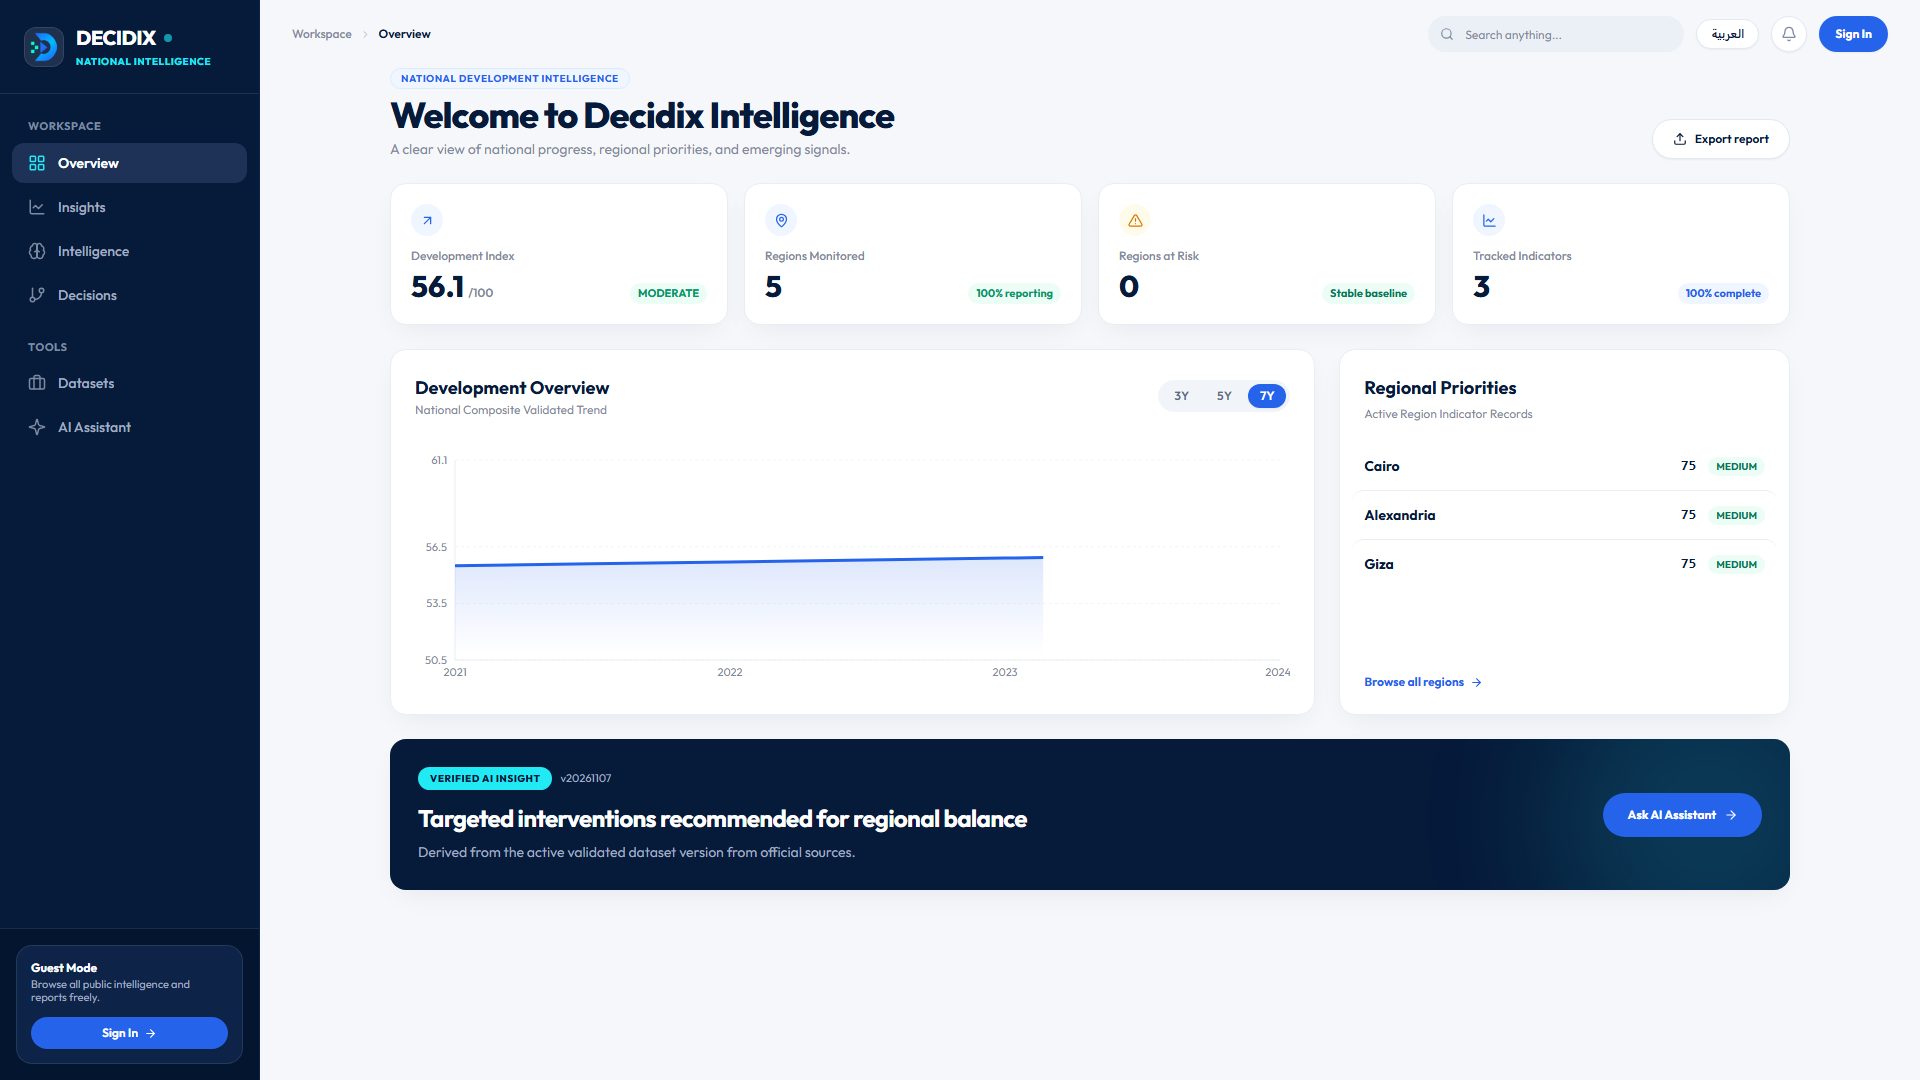 DECIDIX
NATIONAL INTELLIGENCE
WORKSPACE
Overview
Insights
Intelligence
Decisions
TOOLS
Datasets
AI Assistant
Guest Mode
Browse all public intelligence and
reports freely.
Sign In
Workspace
Overview
Search anything...
العربية
Sign In
NATIONAL DEVELOPMENT INTELLIGENCE
Welcome to Decidix Intelligence
A clear view of national progress, regional priorities, and emerging signals.
Export report
Development Index
56.1 /100
MODERATE
Regions Monitored
5
100% reporting
Regions at Risk
0
Stable baseline
Tracked Indicators
3
100% complete
Development Overview
National Composite Validated Trend
3Y 5Y 7Y
61.1
56.5
53.5
50.5
2021 2022 2023 2024
Regional Priorities
Active Region Indicator Records
Cairo 75 MEDIUM
Alexandria 75 MEDIUM
Giza 75 MEDIUM
Browse all regions
VERIFIED AI INSIGHT v20261107
Targeted interventions recommended for regional balance
Derived from the active validated dataset version from official sources.
Ask AI Assistant